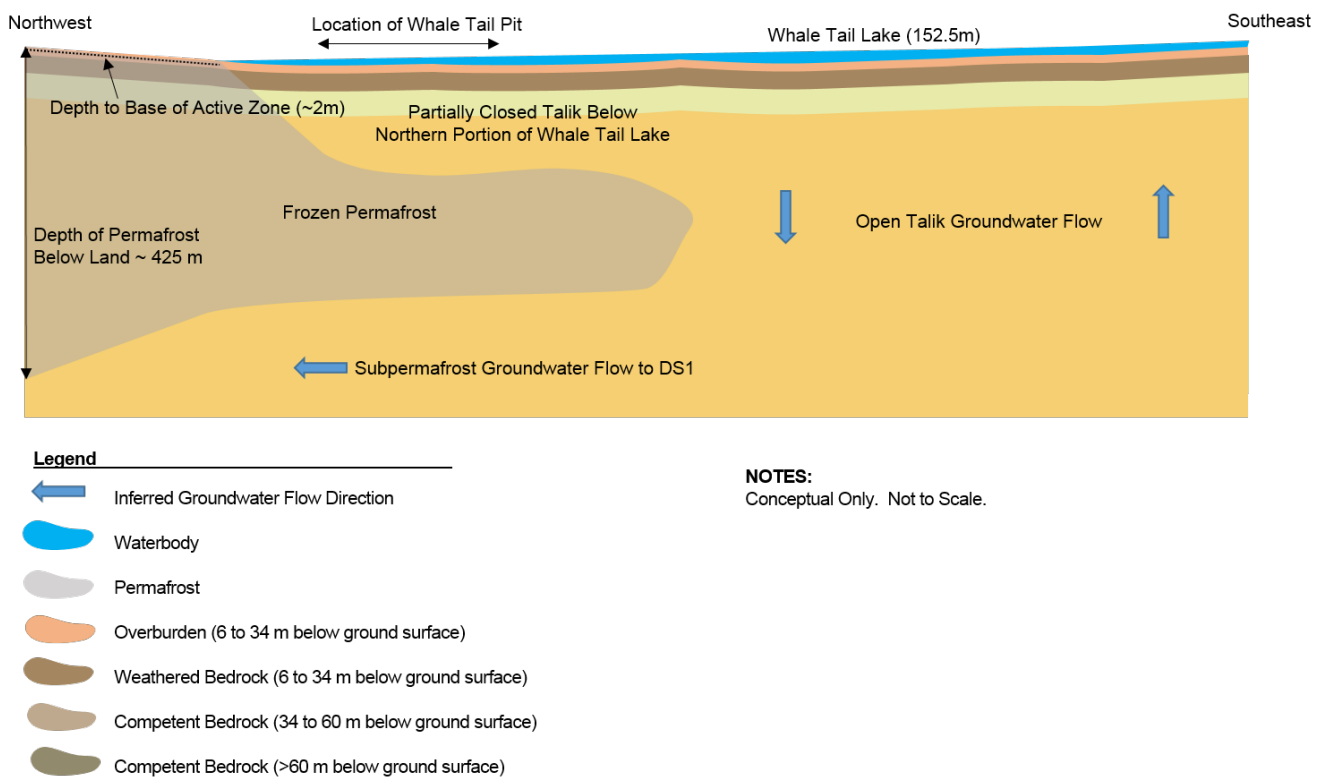 Northwest
Location of Whale Tail Pit
Whale Tail Lake (152.5m)
Southeast
Depth to Base of Active Zone (~2m)
Partially Closed Talik Below
Northern Portion of Whale Tail Lake
Frozen Permafrost
Open Talik Groundwater Flow
Depth of Permafrost
Below Land ~ 425 m
Subpermafrost Groundwater Flow to DS1
Legend
Inferred Groundwater Flow Direction
Waterbody
Permafrost
Overburden (6 to 34 m below ground surface)
Weathered Bedrock (6 to 34 m below ground surface)
Competent Bedrock (34 to 60 m below ground surface)
Competent Bedrock (>60 m below ground surface)
NOTES:
Conceptual Only.  Not to Scale.